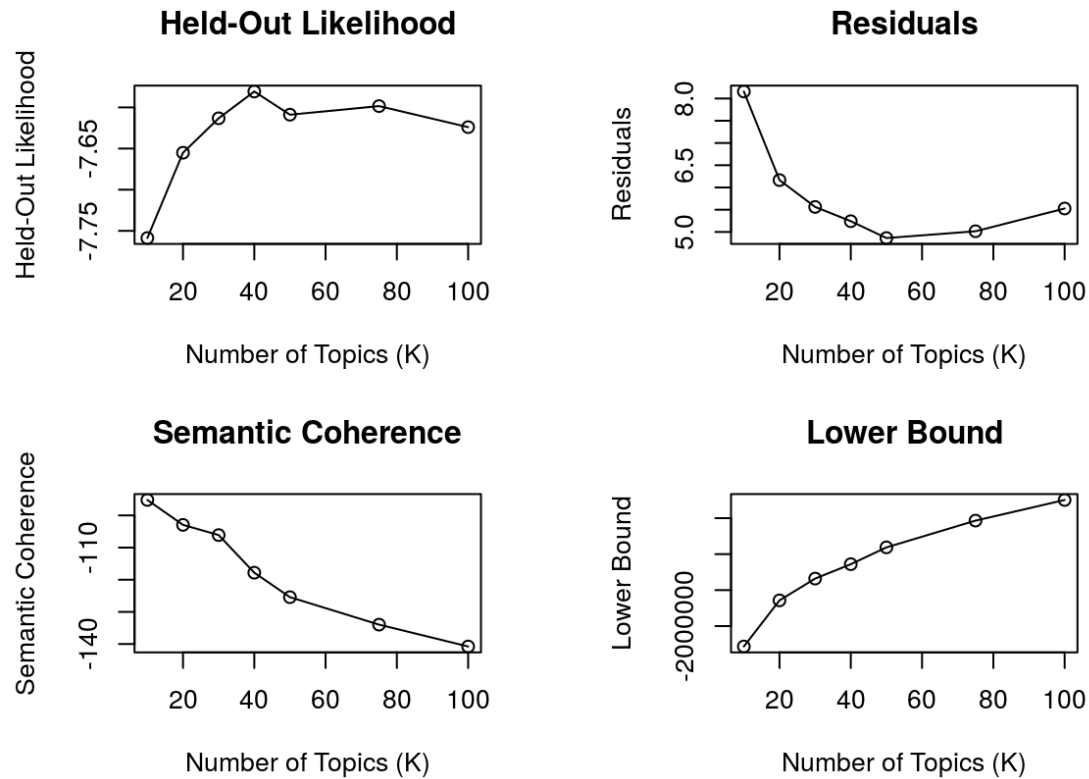 Held-Out Likelihood
Held-Out Likelihood
-7.65
-7.75
20 40 60 80 100
Number of Topics (K)
Residuals
Residuals
8.0
6.5
5.0
20 40 60 80 100
Number of Topics (K)
Semantic Coherence
Semantic Coherence
-110
-140
20 40 60 80 100
Number of Topics (K)
Lower Bound
Lower Bound
-2000000
20 40 60 80 100
Number of Topics (K)